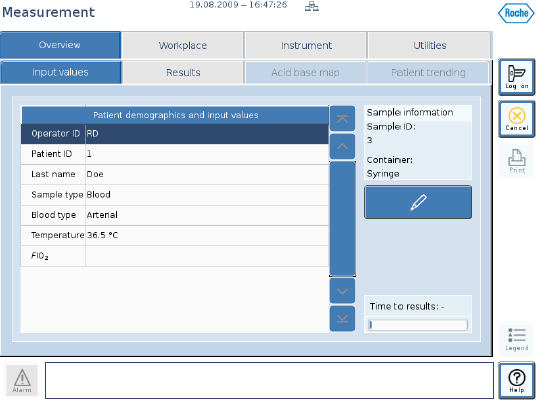 Measurement
19.08.2009 – 16:47:26
Roche
Overview
Workplace
Instrument
Utilities
Input values
Results
Acid base map
Patient trending
Log on
Patient demographics and input values
Operator ID RD
Patient ID 1
Last name Doe
Sample type Blood
Blood type Arterial
Temperature 36.5 °C
FIO₂
Sample information
Sample ID:
3
Container:
Syringe
Cancel
Print
Time to results: -
Legend
Alarm
Help